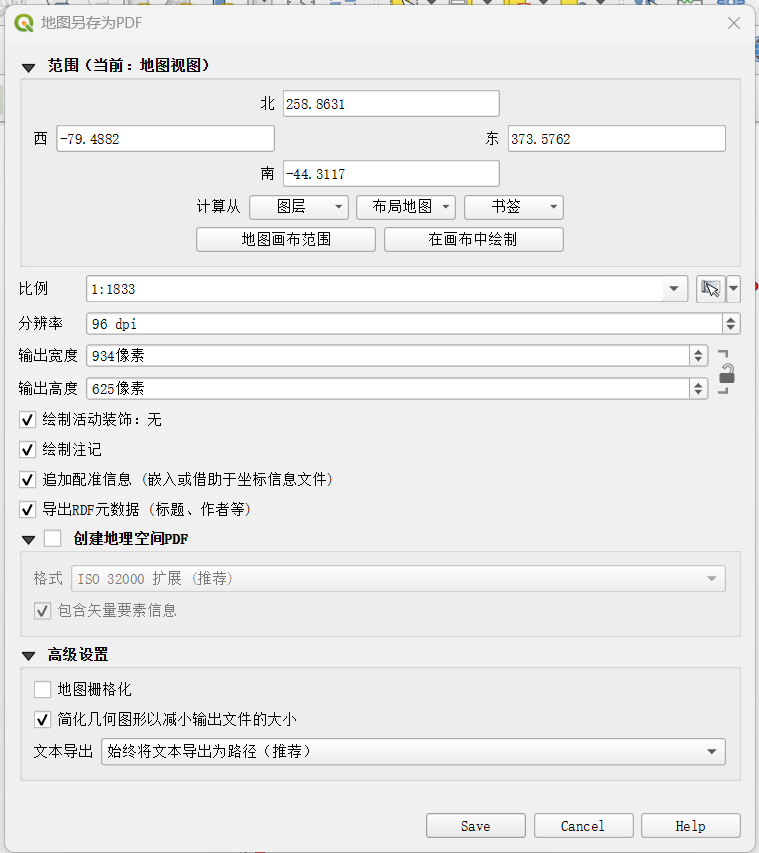 地图另存为PDF
范围（当前：地图视图）
北 258.8631
西 -79.4882 东 373.5762
南 -44.3117
计算从 图层 布局地图 书签
地图画布范围 在画布中绘制
比例 1:1833
分辨率 96 dpi
输出宽度 934像素
输出高度 625像素
绘制活动装饰：无
绘制注记
追加配准信息 (嵌入或借助于坐标信息文件)
导出RDF元数据 (标题、作者等)
创建地理空间PDF
格式 ISO 32000 扩展 (推荐)
包含矢量要素信息
高级设置
地图栅格化
简化几何图形以减小输出文件的大小
文本导出 始终将文本导出为路径（推荐）
Save Cancel Help